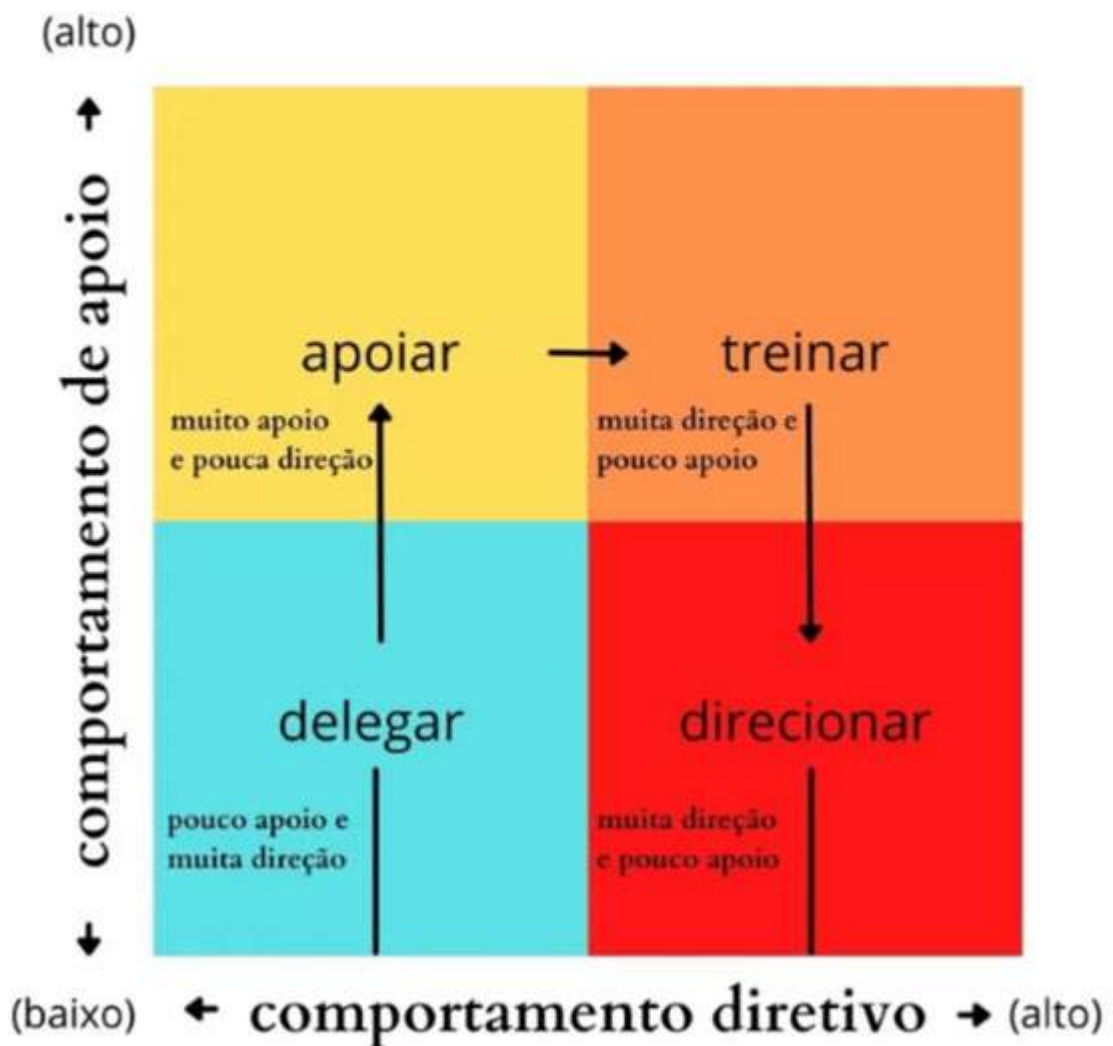 (alto)
comportamento de apoio
apoiar
muito apoio
e pouca direção
treinar
muita direção e
pouco apoio
delegar
pouco apoio e
muita direção
direcionar
muita direção
e pouco apoio
(baixo)
comportamento diretivo
(alto)